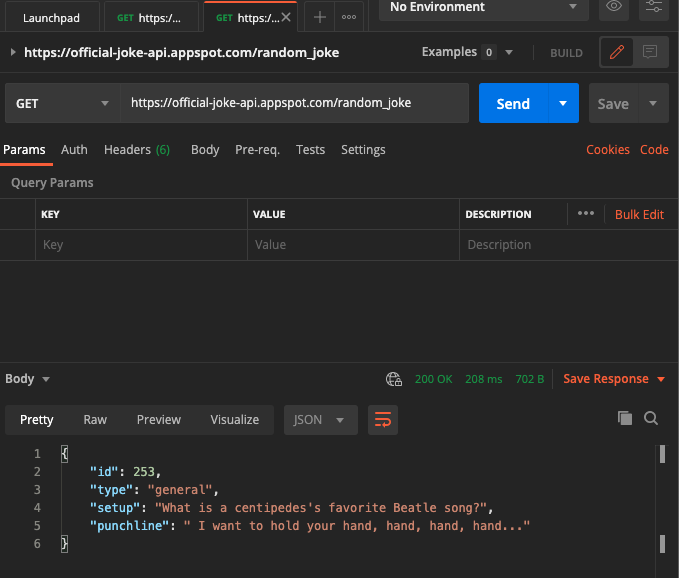 Launchpad GET https:/... GET https:/... No Environment
https://official-joke-api.appspot.com/random_joke Examples 0 BUILD
GET https://official-joke-api.appspot.com/random_joke Send Save
Params Auth Headers (6) Body Pre-req. Tests Settings Cookies Code
Query Params
KEY VALUE DESCRIPTION Bulk Edit
Key Value Description
Body 200 OK 208 ms 702 B Save Response
Pretty Raw Preview Visualize JSON
1 {
2 "id": 253,
3 "type": "general",
4 "setup": "What is a centipedes's favorite Beatle song?",
5 "punchline": " I want to hold your hand, hand, hand, hand..."
6 }